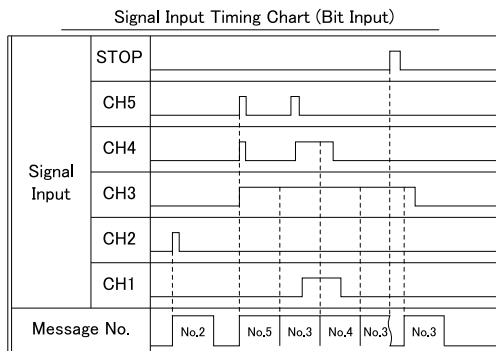 Signal Input Timing Chart (Bit Input)
Signal
Input
STOP
CH5
CH4
CH3
CH2
CH1
Message No.
No.2
No.5
No.3
No.4
No.3
No.3